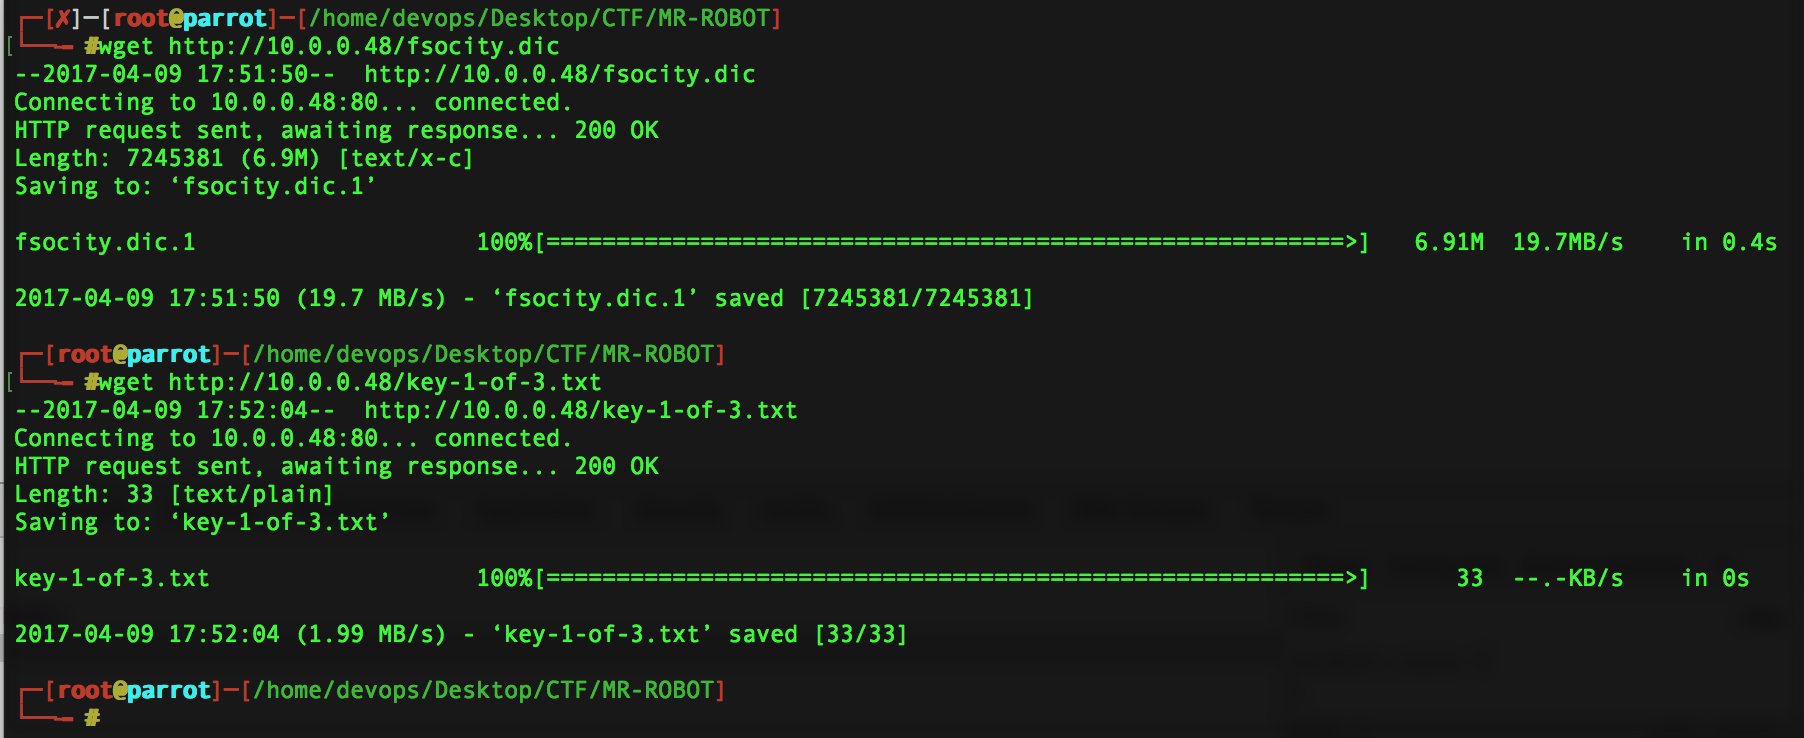 ┌─[✗]─[root@parrot]─[/home/devops/Desktop/CTF/MR-ROBOT]
[└──╼ #wget http://10.0.0.48/fsocity.dic
--2017-04-09 17:51:50--  http://10.0.0.48/fsocity.dic
Connecting to 10.0.0.48:80... connected.
HTTP request sent, awaiting response... 200 OK
Length: 7245381 (6.9M) [text/x-c]
Saving to: ‘fsocity.dic.1’
fsocity.dic.1                    100%[=========================================================>]   6.91M  19.7MB/s    in 0.4s
2017-04-09 17:51:50 (19.7 MB/s) - ‘fsocity.dic.1’ saved [7245381/7245381]
┌─[root@parrot]─[/home/devops/Desktop/CTF/MR-ROBOT]
[└──╼ #wget http://10.0.0.48/key-1-of-3.txt
--2017-04-09 17:52:04--  http://10.0.0.48/key-1-of-3.txt
Connecting to 10.0.0.48:80... connected.
HTTP request sent, awaiting response... 200 OK
Length: 33 [text/plain]
Saving to: ‘key-1-of-3.txt’
key-1-of-3.txt                   100%[=========================================================>]      33  --.-KB/s    in 0s
2017-04-09 17:52:04 (1.99 MB/s) - ‘key-1-of-3.txt’ saved [33/33]
┌─[root@parrot]─[/home/devops/Desktop/CTF/MR-ROBOT]
└──╼ #